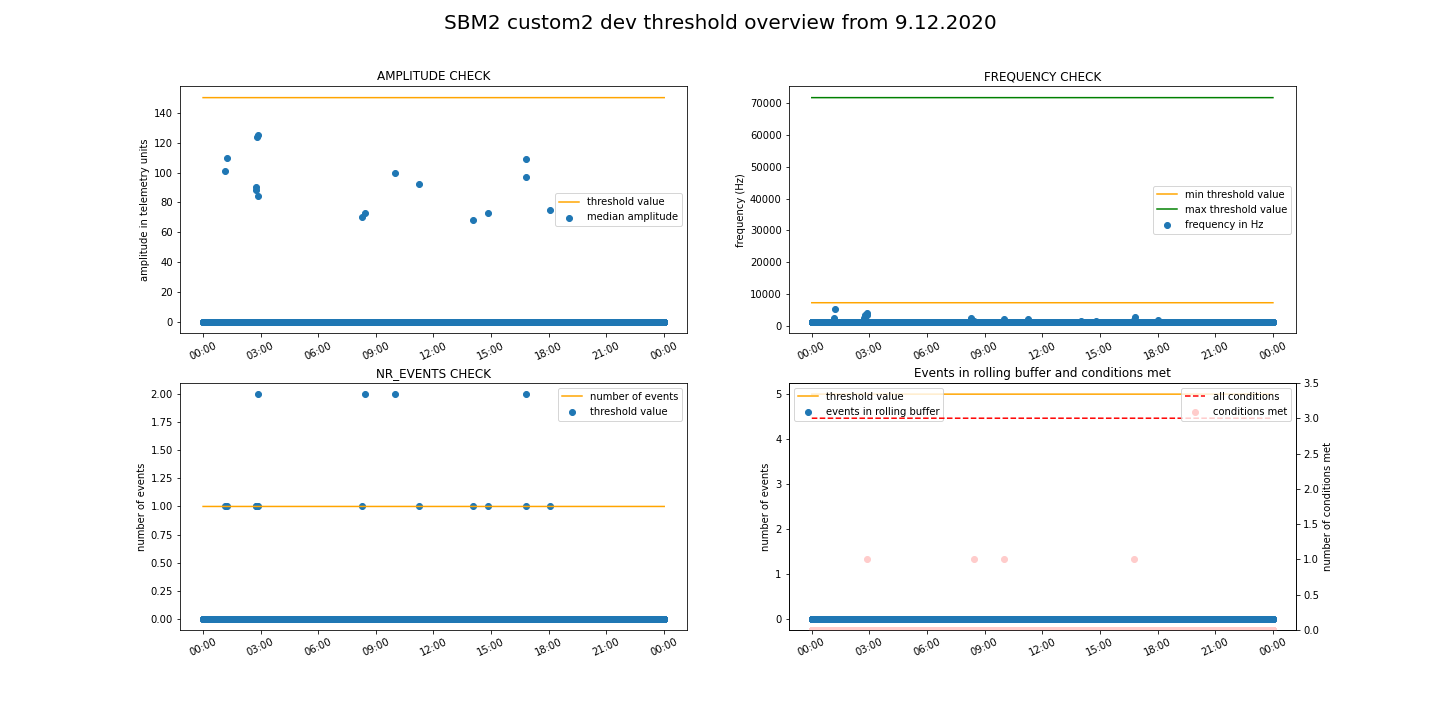 SBM2 custom2 dev threshold overview from 9.12.2020
AMPLITUDE CHECK
amplitude in telemetry units
140
120
100
80
60
40
20
0
threshold value
median amplitude
00:00 03:00 06:00 09:00 12:00 15:00 18:00 21:00 00:00
FREQUENCY CHECK
frequency (Hz)
70000
60000
50000
40000
30000
20000
10000
0
min threshold value
max threshold value
frequency in Hz
00:00 03:00 06:00 09:00 12:00 15:00 18:00 21:00 00:00
NR_EVENTS CHECK
number of events
2.00
1.75
1.50
1.25
1.00
0.75
0.50
0.25
0.00
number of events
threshold value
00:00 03:00 06:00 09:00 12:00 15:00 18:00 21:00 00:00
Events in rolling buffer and conditions met
number of events
5
4
3
2
1
0
threshold value
events in rolling buffer
all conditions
conditions met
3.5
3.0
2.5
2.0
1.5
1.0
0.5
0.0
number of conditions met
00:00 03:00 06:00 09:00 12:00 15:00 18:00 21:00 00:00